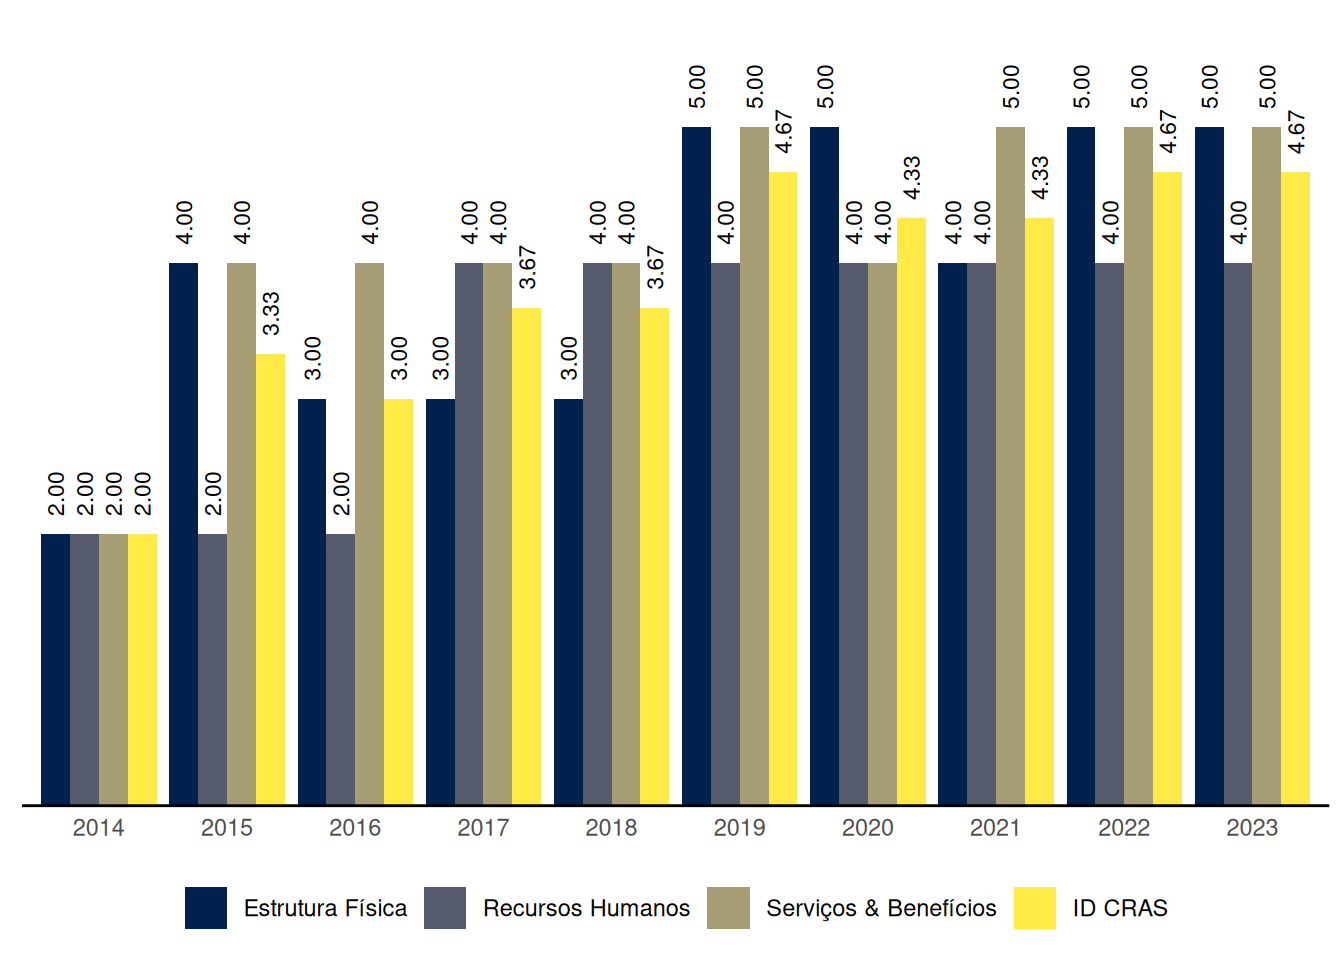 5.00 5.00 5.00 5.00 5.00 5.00 5.00 5.00
4.67 4.67 4.67
4.33 4.33
4.00 4.00 4.00 4.00 4.00 4.00 4.00 4.00 4.00 4.00 4.00 4.00 4.00 4.00
3.67 3.67
3.33
3.00 3.00 3.00 3.00
2.00 2.00 2.00 2.00 2.00 2.00
2014 2015 2016 2017 2018 2019 2020 2021 2022 2023
Estrutura Física Recursos Humanos Serviços & Benefícios ID CRAS